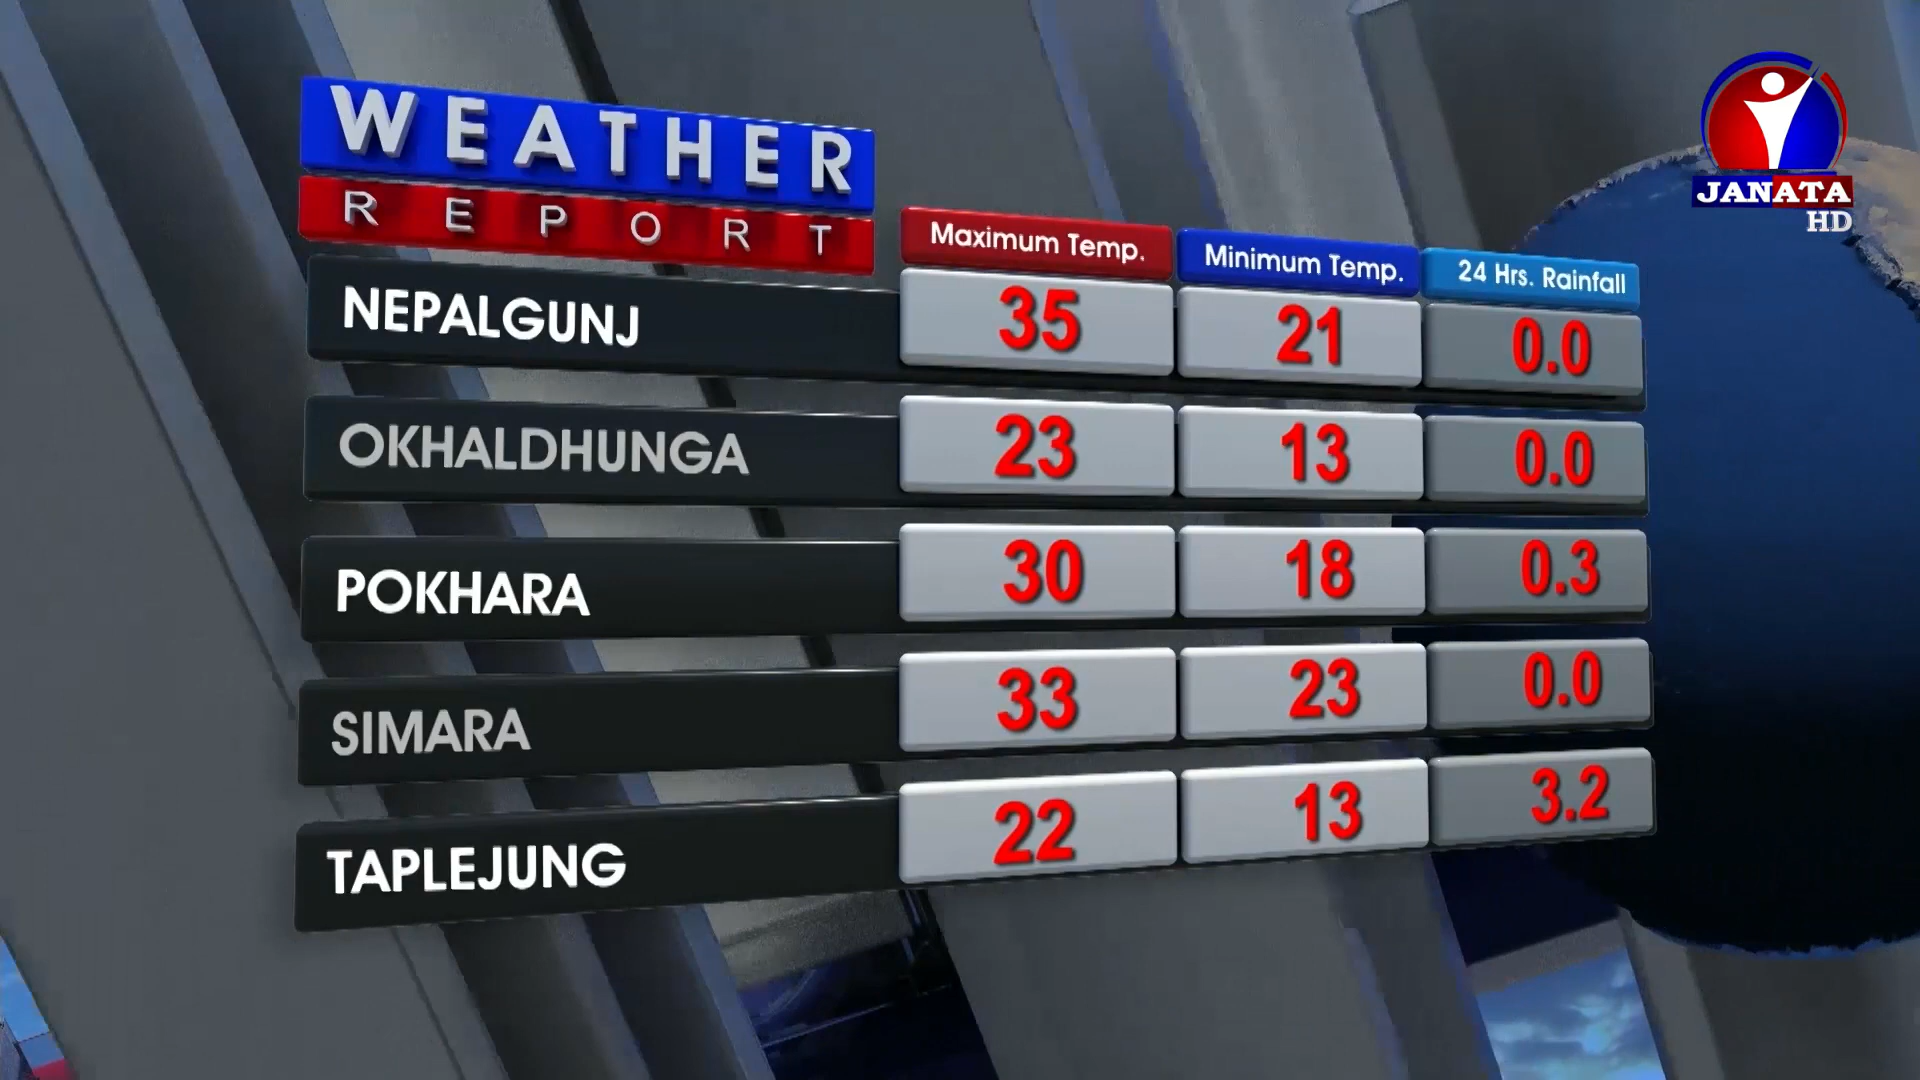 WEATHER
REPORT
JANATA
HD
Maximum Temp. Minimum Temp. 24 Hrs. Rainfall
NEPALGUNJ 35 21 0.0
OKHALDHUNGA 23 13 0.0
POKHARA 30 18 0.3
SIMARA 33 23 0.0
TAPLEJUNG 22 13 3.2